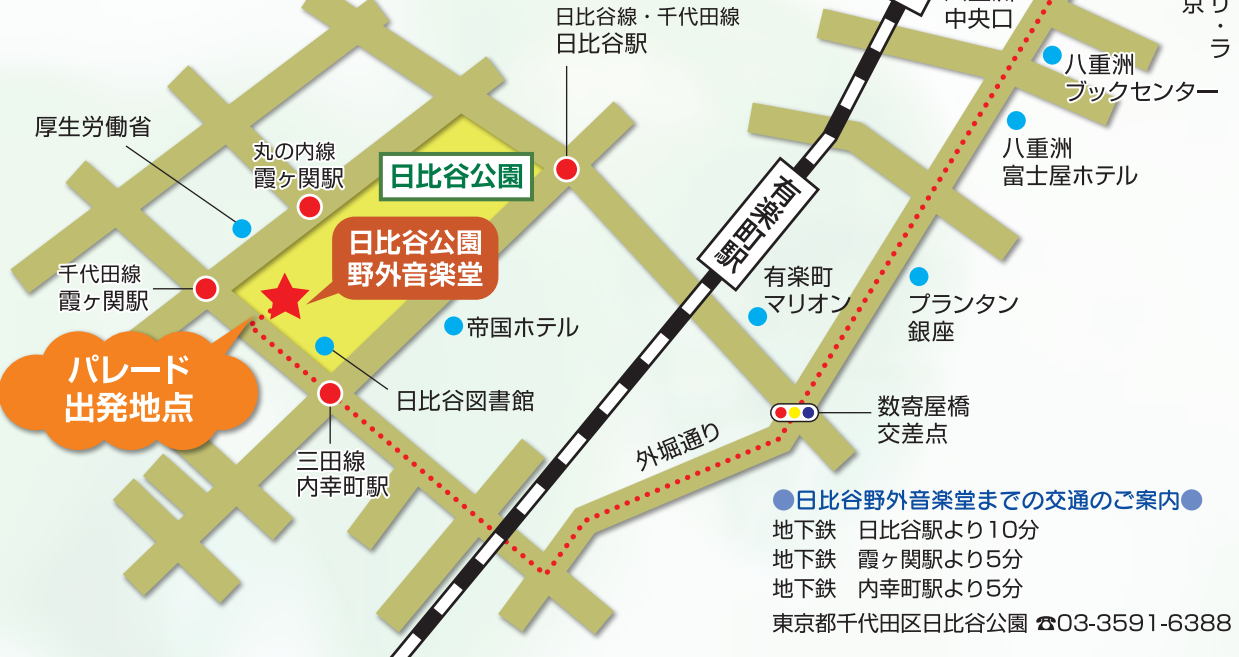 日比谷線・千代田線
日比谷駅
中央口
リ・ラ
京
八重洲
ブックセンター
厚生労働省
丸の内線
霞ヶ関駅
日比谷公園
八重洲
富士屋ホテル
有楽町駅
日比谷公園
野外音楽堂
千代田線
霞ヶ関駅
有楽町
マリオン
プランタン
銀座
帝国ホテル
パレード
出発地点
日比谷図書館
数寄屋橋
交差点
外堀通り
三田線
内幸町駅
●日比谷野外音楽堂までの交通のご案内●
地下鉄　日比谷駅より10分
地下鉄　霞ヶ関駅より5分
地下鉄　内幸町駅より5分
東京都千代田区日比谷公園 ☎03-3591-6388